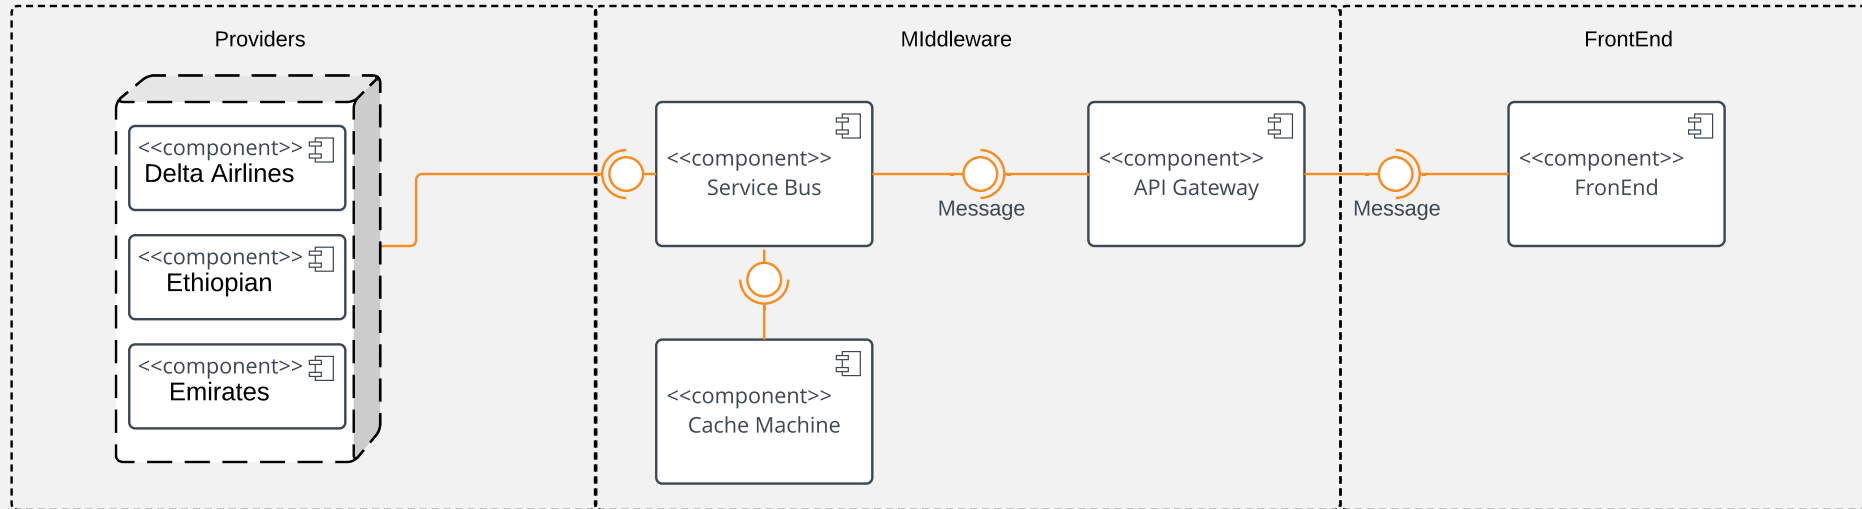 Providers
MIddleware
FrontEnd
<<component>>
Delta Airlines
<<component>>
Ethiopian
<<component>>
Emirates
<<component>>
Service Bus
Message
<<component>>
API Gateway
Message
<<component>>
FronEnd
<<component>>
Cache Machine